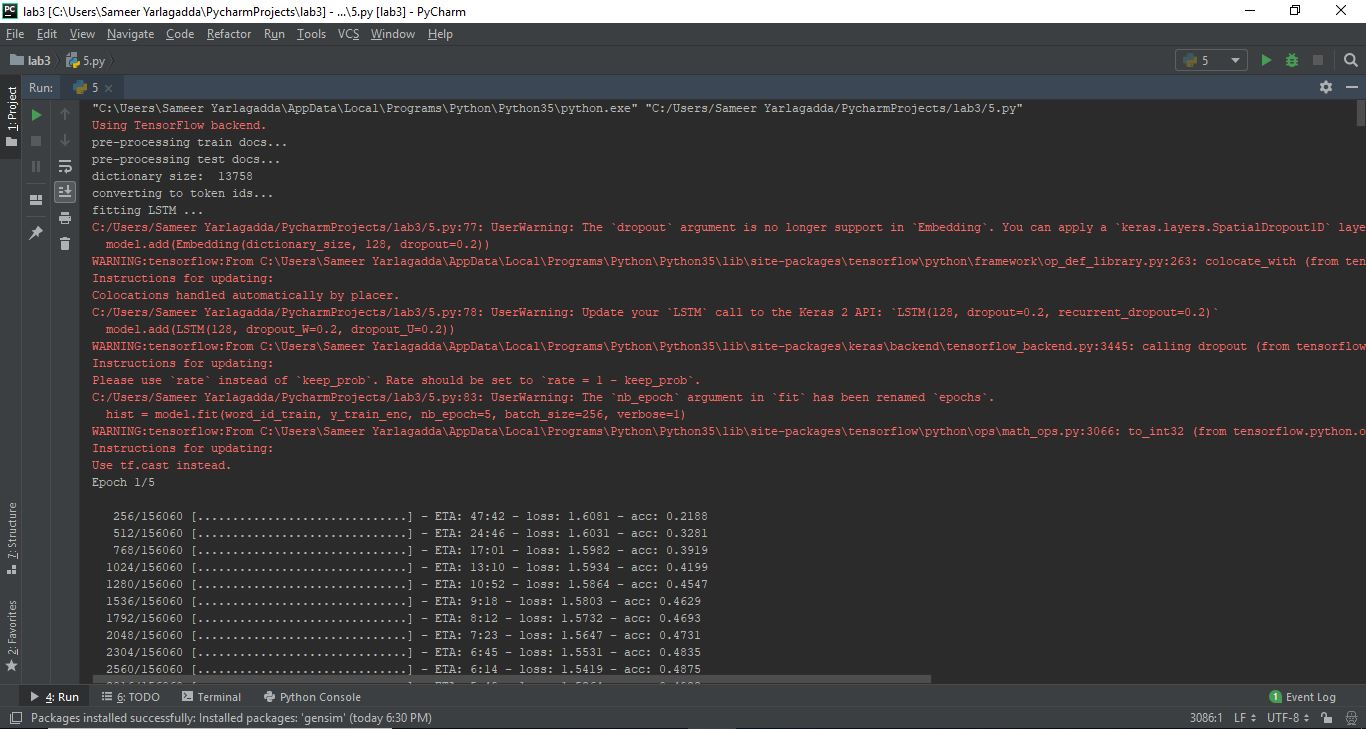 lab3 [C:\Users\Sameer Yarlagadda\PycharmProjects\lab3] - ...\5.py [lab3] - PyCharm
File Edit View Navigate Code Refactor Run Tools VCS Window Help
lab3 5.py 5
Run: 5
1: Project
7: Structure
2: Favorites
"C:\Users\Sameer Yarlagadda\AppData\Local\Programs\Python\Python35\python.exe" "C:/Users/Sameer Yarlagadda/PycharmProjects/lab3/5.py"
Using TensorFlow backend.
pre-processing train docs...
pre-processing test docs...
dictionary size:  13758
converting to token ids...
fitting LSTM ...
C:/Users/Sameer Yarlagadda/PycharmProjects/lab3/5.py:77: UserWarning: The `dropout` argument is no longer support in `Embedding`. You can apply a `keras.layers.SpatialDropout1D` laye
model.add(Embedding(dictionary_size, 128, dropout=0.2))
WARNING:tensorflow:From C:\Users\Sameer Yarlagadda\AppData\Local\Programs\Python\Python35\lib\site-packages\tensorflow\python\framework\op_def_library.py:263: colocate_with (from ten
Instructions for updating:
Colocations handled automatically by placer.
C:/Users/Sameer Yarlagadda/PycharmProjects/lab3/5.py:78: UserWarning: Update your `LSTM` call to the Keras 2 API: `LSTM(128, dropout=0.2, recurrent_dropout=0.2)`
model.add(LSTM(128, dropout_W=0.2, dropout_U=0.2))
WARNING:tensorflow:From C:\Users\Sameer Yarlagadda\AppData\Local\Programs\Python\Python35\lib\site-packages\keras\backend\tensorflow_backend.py:3445: calling dropout (from tensorflow
Instructions for updating:
Please use `rate` instead of `keep_prob`. Rate should be set to `rate = 1 - keep_prob`.
C:/Users/Sameer Yarlagadda/PycharmProjects/lab3/5.py:83: UserWarning: The `nb_epoch` argument in `fit` has been renamed `epochs`.
hist = model.fit(word_id_train, y_train_enc, nb_epoch=5, batch_size=256, verbose=1)
WARNING:tensorflow:From C:\Users\Sameer Yarlagadda\AppData\Local\Programs\Python\Python35\lib\site-packages\tensorflow\python\ops\math_ops.py:3066: to_int32 (from tensorflow.python.o
Instructions for updating:
Use tf.cast instead.
Epoch 1/5
256/156060 [..............................] - ETA: 47:42 - loss: 1.6081 - acc: 0.2188
512/156060 [..............................] - ETA: 24:46 - loss: 1.6031 - acc: 0.3281
768/156060 [..............................] - ETA: 17:01 - loss: 1.5982 - acc: 0.3919
1024/156060 [..............................] - ETA: 13:10 - loss: 1.5934 - acc: 0.4199
1280/156060 [..............................] - ETA: 10:52 - loss: 1.5864 - acc: 0.4547
1536/156060 [..............................] - ETA: 9:18 - loss: 1.5803 - acc: 0.4629
1792/156060 [..............................] - ETA: 8:12 - loss: 1.5732 - acc: 0.4693
2048/156060 [..............................] - ETA: 7:23 - loss: 1.5647 - acc: 0.4731
2304/156060 [..............................] - ETA: 6:45 - loss: 1.5531 - acc: 0.4835
2560/156060 [..............................] - ETA: 6:14 - loss: 1.5419 - acc: 0.4875
4: Run 6: TODO Terminal Python Console 1 Event Log
Packages installed successfully: Installed packages: 'gensim' (today 6:30 PM) 3086:1 LF UTF-8